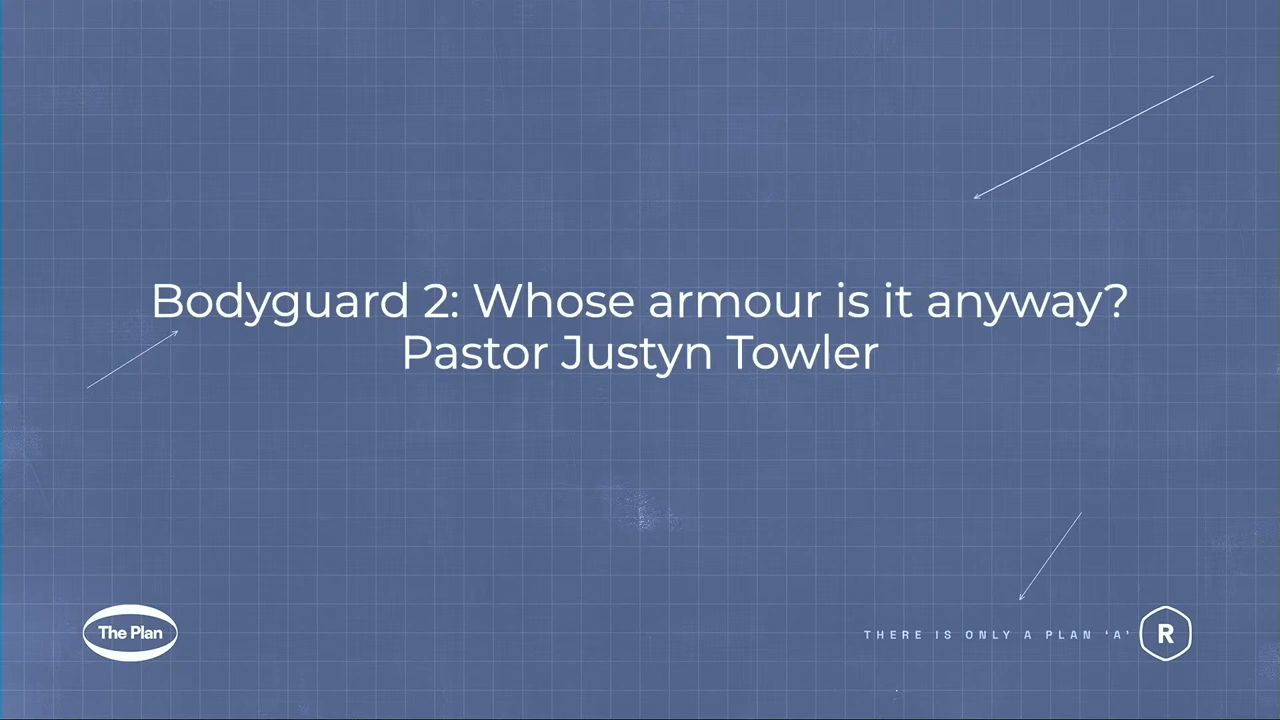 Bodyguard 2: Whose armour is it anyway?
Pastor Justyn Towler
The Plan
THERE IS ONLY A PLAN ‘A’
R